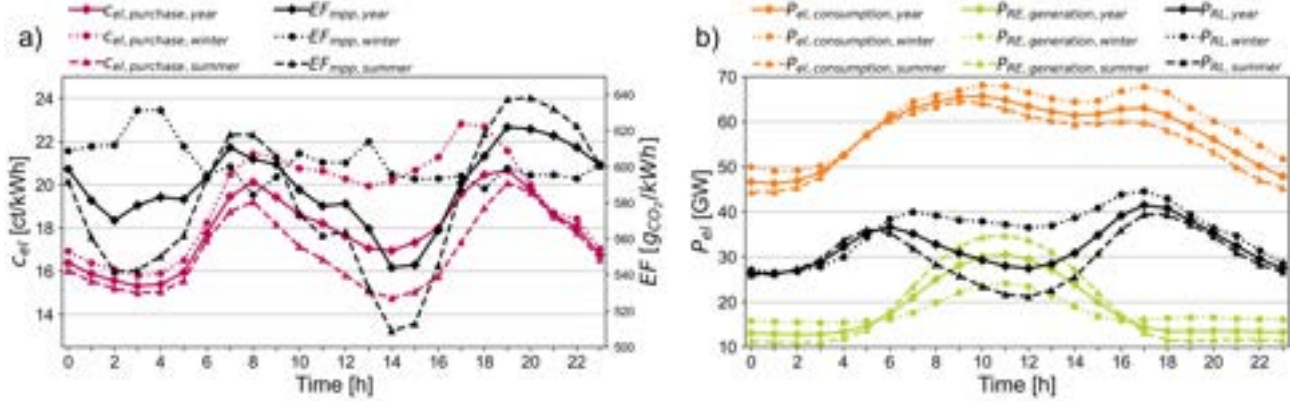 a)
c_el, purchase, year
EF_mpp, year
c_el, purchase, winter
EF_mpp, winter
c_el, purchase, summer
EF_mpp, summer
24
22
20
18
16
14
c_el [ct/kWh]
640
620
600
580
560
540
520
500
EF [g_CO₂/kWh]
0 2 4 6 8 10 12 14 16 18 20 22
Time [h]
b)
P_el, consumption, year
P_RE, generation, year
P_RL, year
P_el, consumption, winter
P_RE, generation, winter
P_RL, winter
P_el, consumption, summer
P_RE, generation, summer
P_RL, summer
70
60
50
40
30
20
10
P_el [GW]
0 2 4 6 8 10 12 14 16 18 20 22
Time [h]